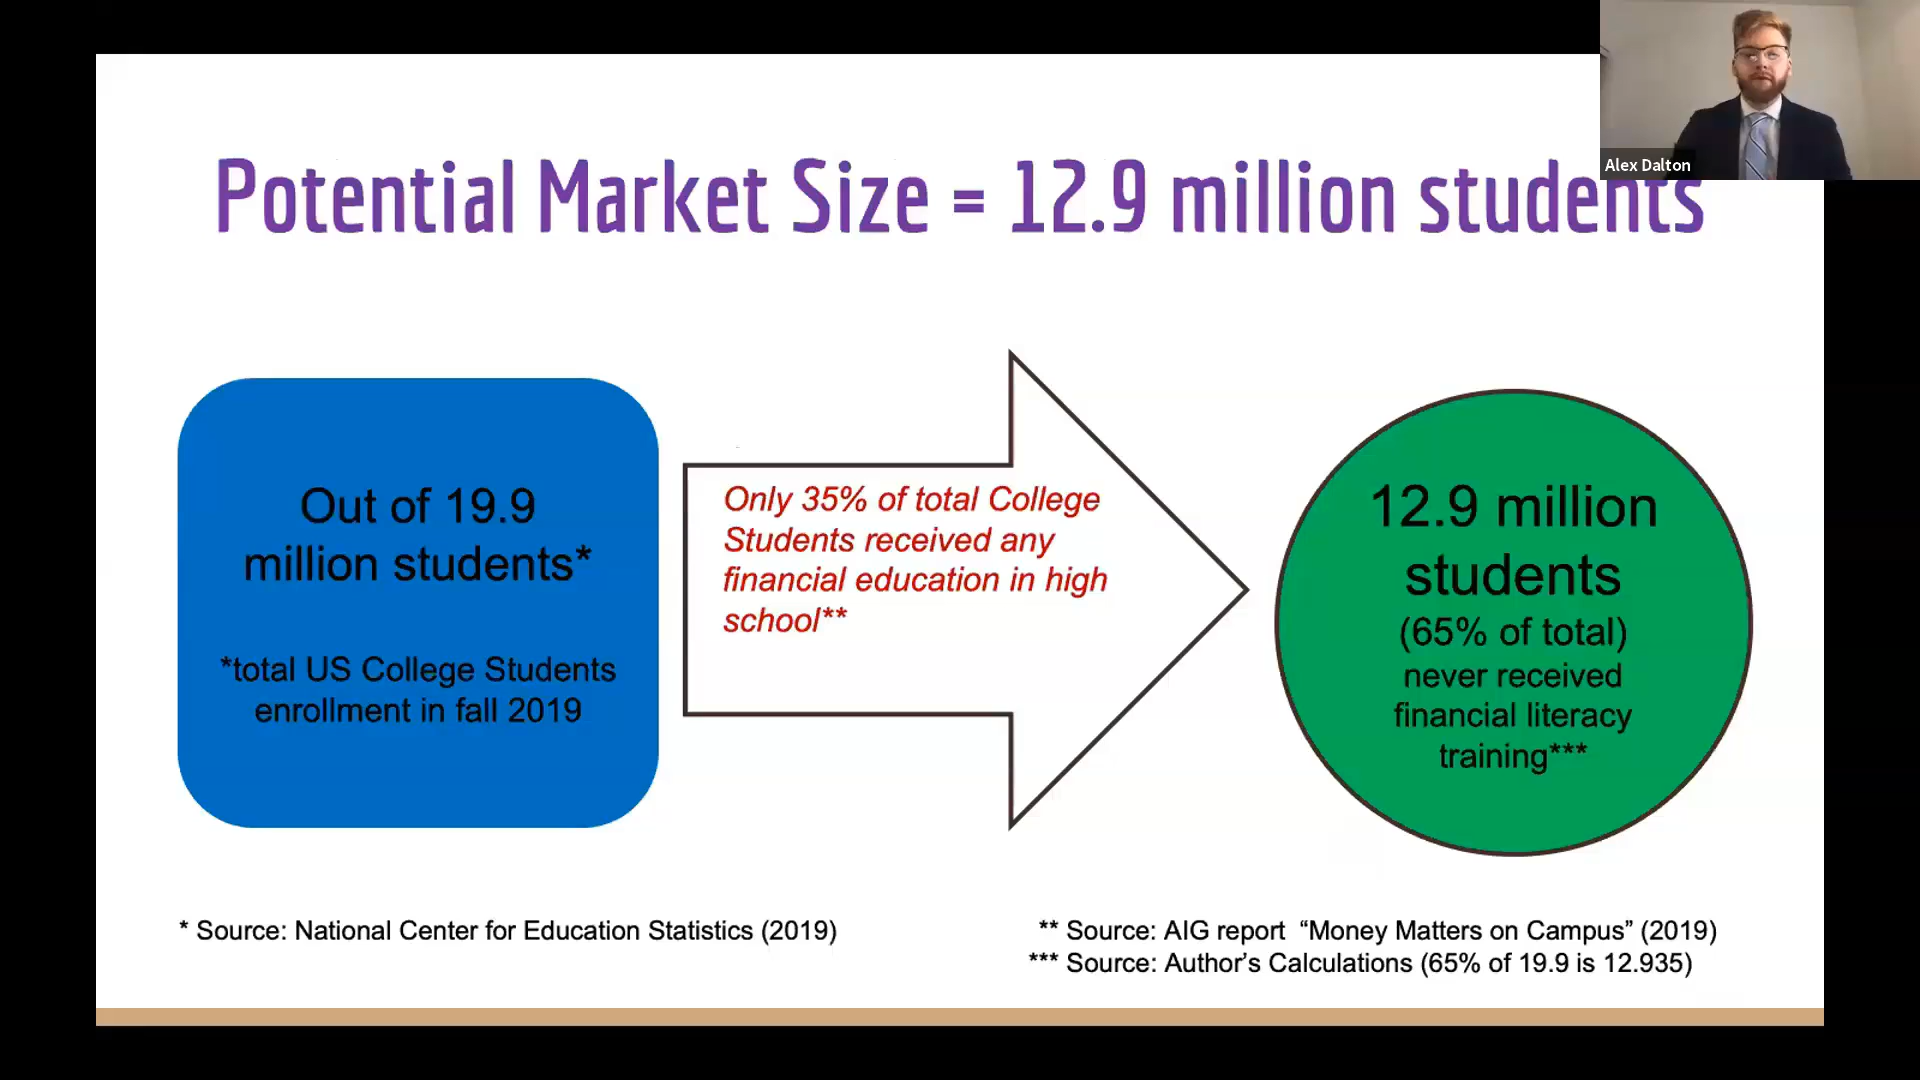 Alex Dalton
Potential Market Size = 12.9 million students
Out of 19.9
million students*
*total US College Students
enrollment in fall 2019
Only 35% of total College
Students received any
financial education in high
school**
12.9 million
students
(65% of total)
never received
financial literacy
training***
* Source: National Center for Education Statistics (2019)
** Source: AIG report “Money Matters on Campus” (2019)
*** Source: Author’s Calculations (65% of 19.9 is 12.935)